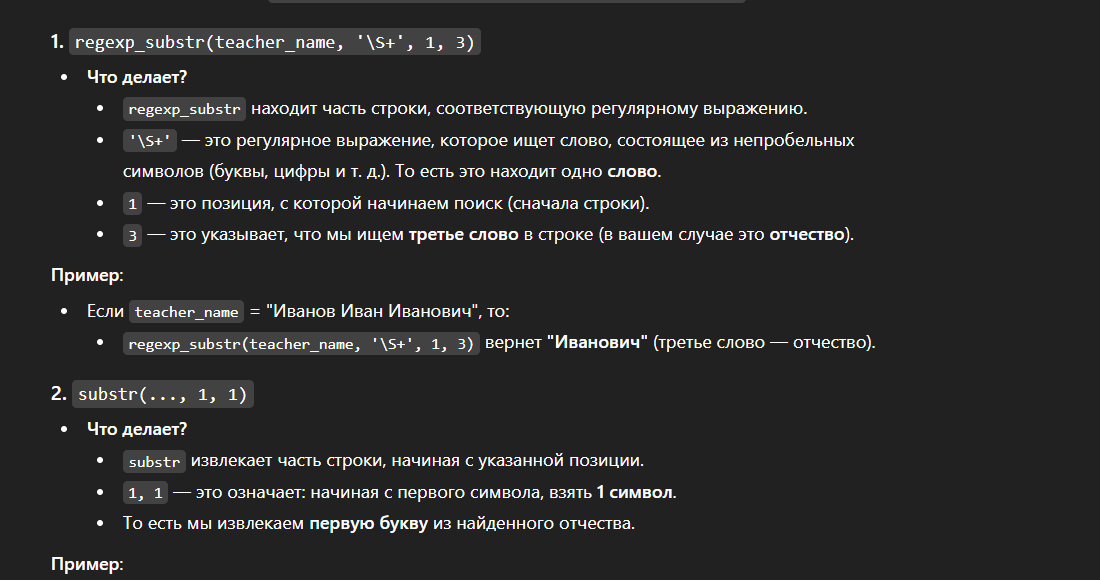 1. regexp_substr(teacher_name, '\S+', 1, 3)
• Что делает?
• regexp_substr находит часть строки, соответствующую регулярному выражению.
• '\S+' — это регулярное выражение, которое ищет слово, состоящее из непробельных
символов (буквы, цифры и т. д.). То есть это находит одно слово.
• 1 — это позиция, с которой начинаем поиск (сначала строки).
• 3 — это указывает, что мы ищем третье слово в строке (в вашем случае это отчество).
Пример:
• Если teacher_name = "Иванов Иван Иванович", то:
• regexp_substr(teacher_name, '\S+', 1, 3) вернет "Иванович" (третье слово — отчество).
2. substr(..., 1, 1)
• Что делает?
• substr извлекает часть строки, начиная с указанной позиции.
• 1, 1 — это означает: начиная с первого символа, взять 1 символ.
• То есть мы извлекаем первую букву из найденного отчества.
Пример: